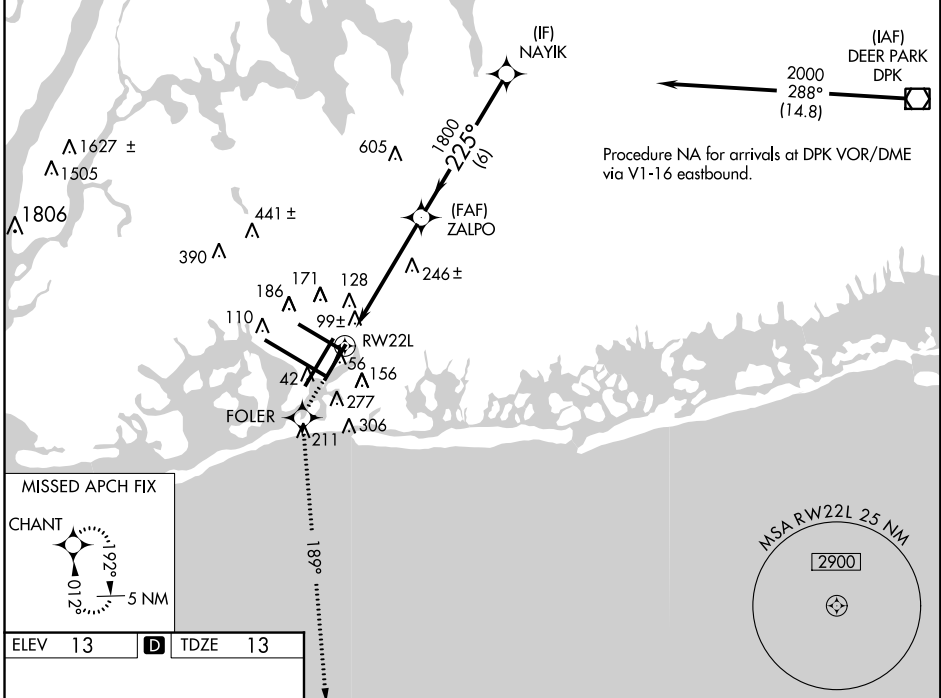 (IF)
NAYIK
(IAF)
DEER PARK
DPK
2000
288°
(14.8)
1800
225°
(6)
Procedure NA for arrivals at DPK VOR/DME
via V1-16 eastbound.
1627 ±
1505
1806
605
441 ±
390
(FAF)
ZALPO
246 ±
171
128
186
110
99 ±
RW22L
56
42
156
277
FOLER
306
211
189°
MISSED APCH FIX
CHANT
192°
012°
5 NM
ELEV 13 D TDZE 13
MSA RW22L 25 NM
2900